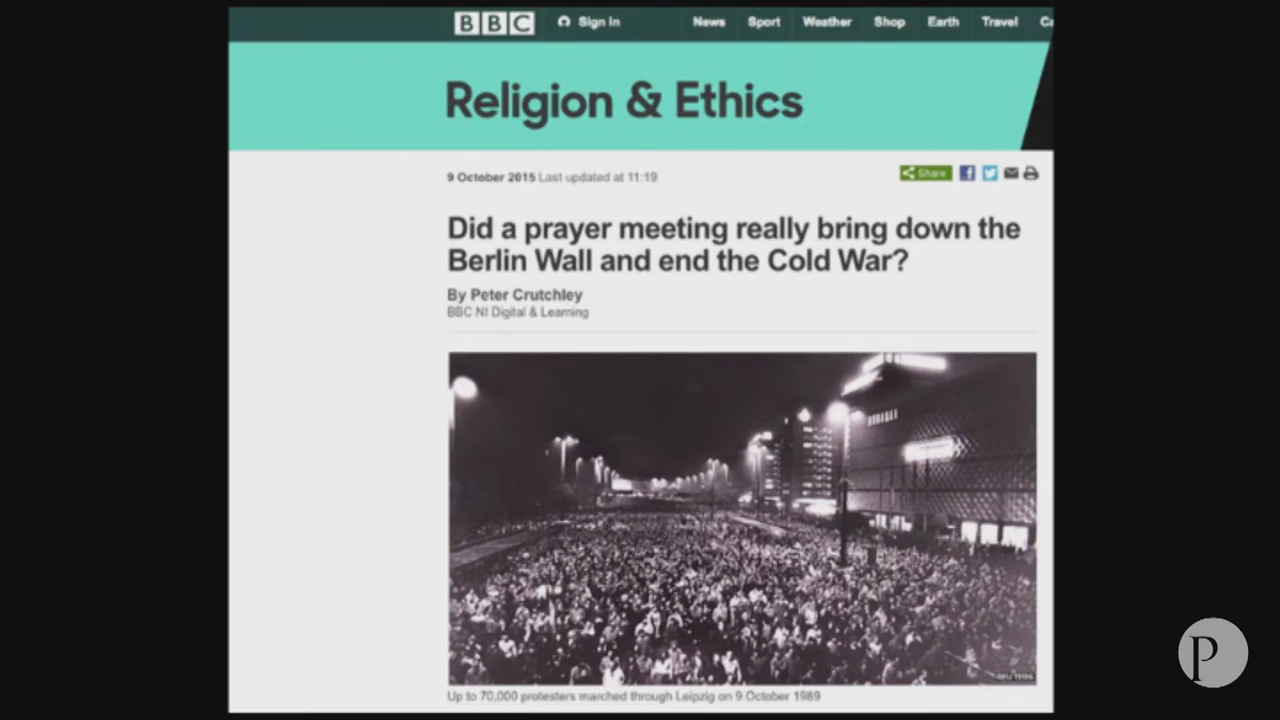 BBC Sign in News Sport Weather Shop Earth Travel
Religion & Ethics
9 October 2015 Last updated at 11:19
Share
Did a prayer meeting really bring down the
Berlin Wall and end the Cold War?
By Peter Crutchley
BBC NI Digital & Learning
REUTERS
Up to 70,000 protesters marched through Leipzig on 9 October 1989
P